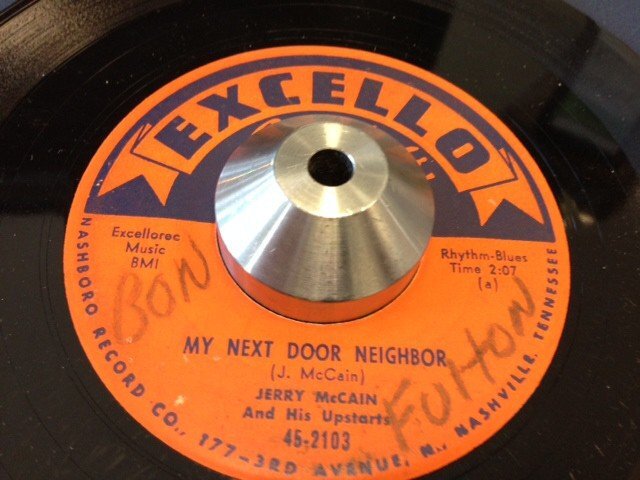 EXCELLO
Excellorec
Music
BMI
Rhythm-Blues
Time 2:07
(a)
BON
MY NEXT DOOR NEIGHBOR
(J. McCain)
JERRY McCAIN
And His Upstarts
FULTON
45-2103
NASHBORO RECORD CO., 177-3RD AVENUE, N., NASHVILLE, TENNESSEE